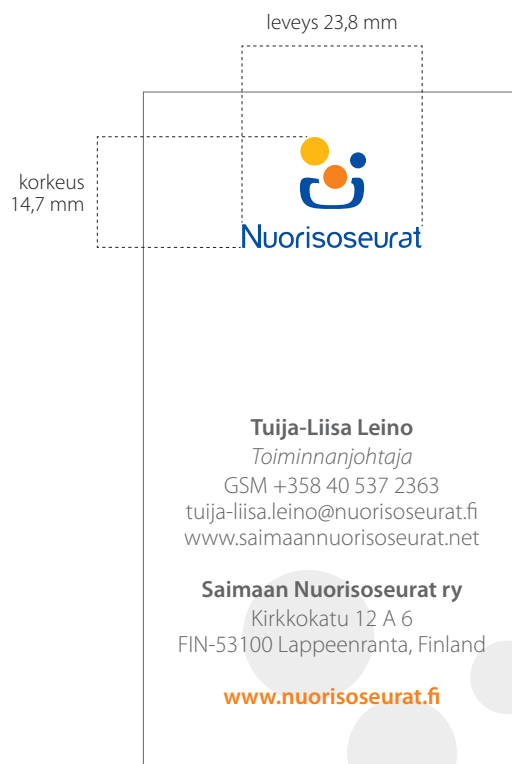 leveys 23,8 mm
korkeus
14,7 mm
Nuorisoseurat
Tuija-Liisa Leino
Toiminnanjohtaja
GSM +358 40 537 2363
tuija-liisa.leino@nuorisoseurat.fi
www.saimaannuorisoseurat.net
Saimaan Nuorisoseurat ry
Kirkkokatu 12 A 6
FIN-53100 Lappeenranta, Finland
www.nuorisoseurat.fi